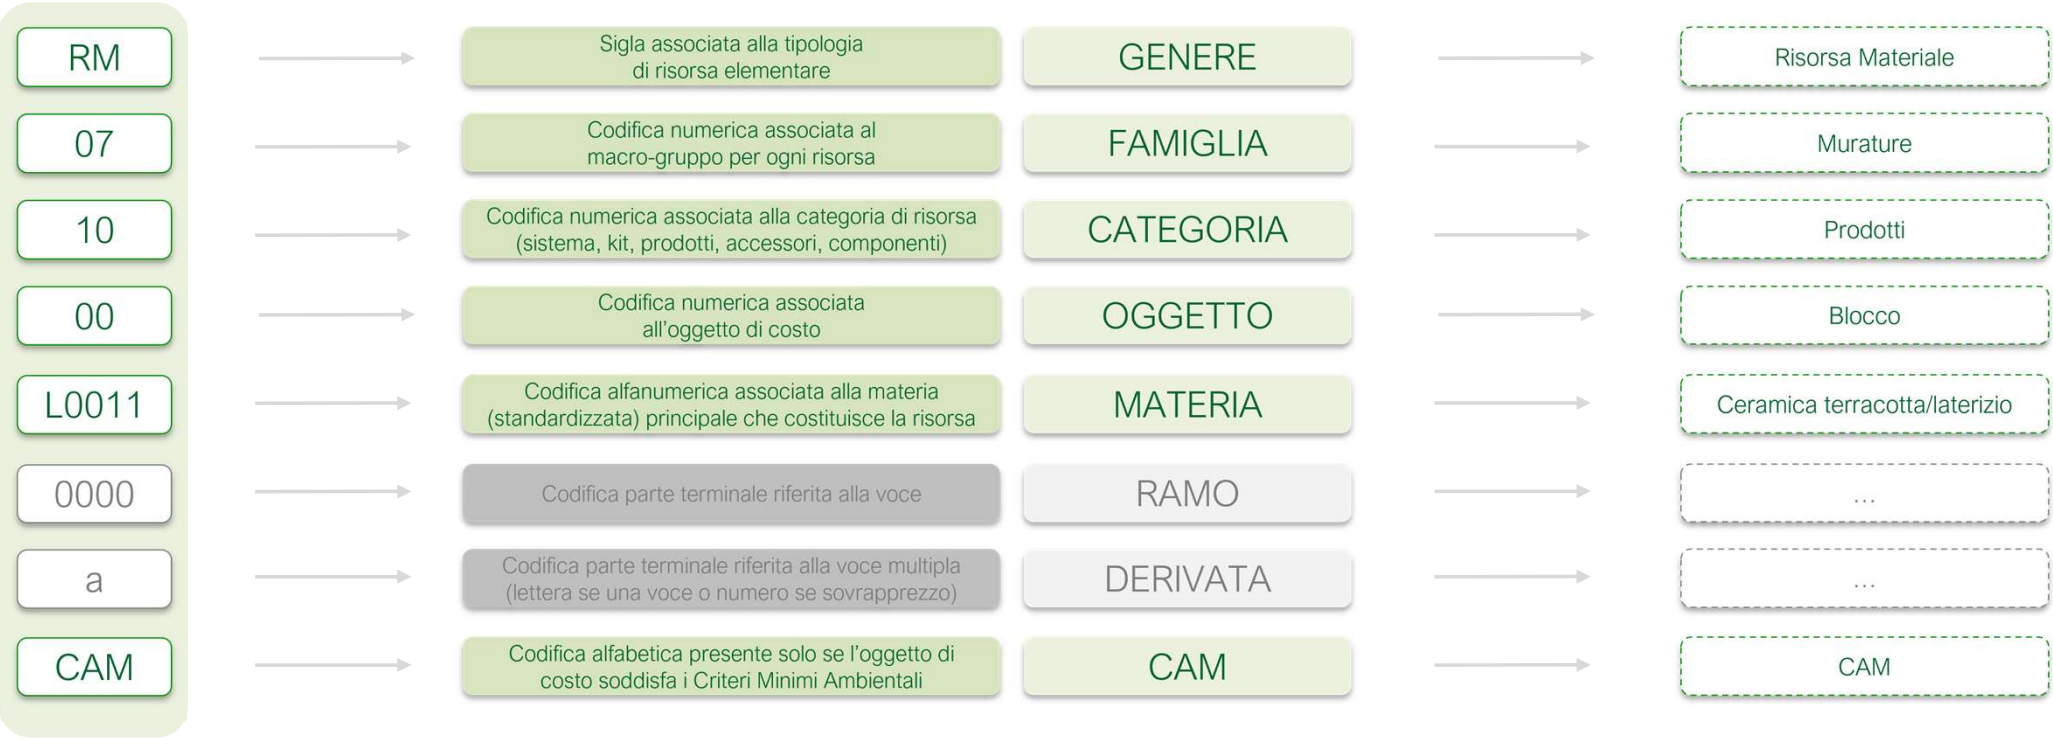 RM
Sigla associata alla tipologia
di risorsa elementare
GENERE
Risorsa Materiale
07
Codifica numerica associata al
macro-gruppo per ogni risorsa
FAMIGLIA
Murature
10
Codifica numerica associata alla categoria di risorsa
(sistema, kit, prodotti, accessori, componenti)
CATEGORIA
Prodotti
00
Codifica numerica associata
all'oggetto di costo
OGGETTO
Blocco
L0011
Codifica alfanumerica associata alla materia
(standardizzata) principale che costituisce la risorsa
MATERIA
Ceramica terracotta/laterizio
0000
Codifica parte terminale riferita alla voce
RAMO
...
a
Codifica parte terminale riferita alla voce multipla
(lettera se una voce o numero se sovrapprezzo)
DERIVATA
...
CAM
Codifica alfabetica presente solo se l'oggetto di
costo soddisfa i Criteri Minimi Ambientali
CAM
CAM